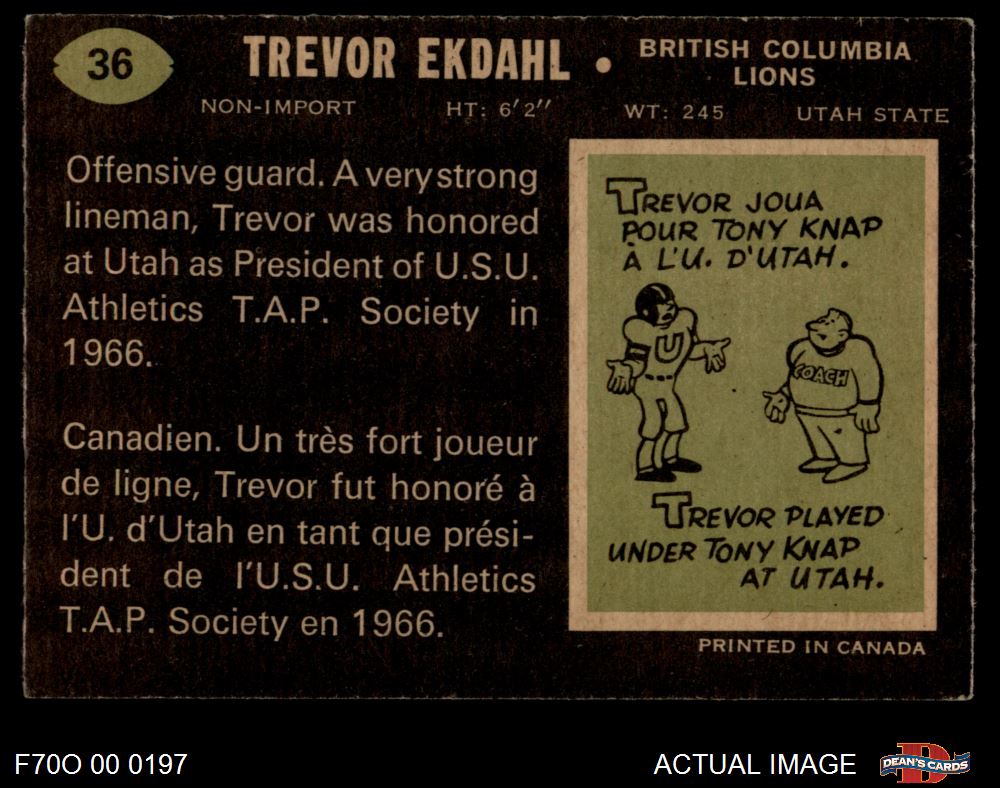 36
TREVOR EKDAHL •
BRITISH COLUMBIA
LIONS
NON-IMPORT HT: 6'2" WT: 245 UTAH STATE
Offensive guard. A very strong
lineman, Trevor was honored
at Utah as President of U.S.U.
Athletics T.A.P. Society in
1966.
Canadien. Un très fort joueur
de ligne, Trevor fut honoré à
l'U. d'Utah en tant que prési-
dent de l'U.S.U. Athletics
T.A.P. Society en 1966.
TREVOR JOUA
POUR TONY KNAP
À L'U. D'UTAH.
U
COACH
TREVOR PLAYED
UNDER TONY KNAP
AT UTAH.
PRINTED IN CANADA
F70O 00 0197
ACTUAL IMAGE
D
DEAN'S CARDS